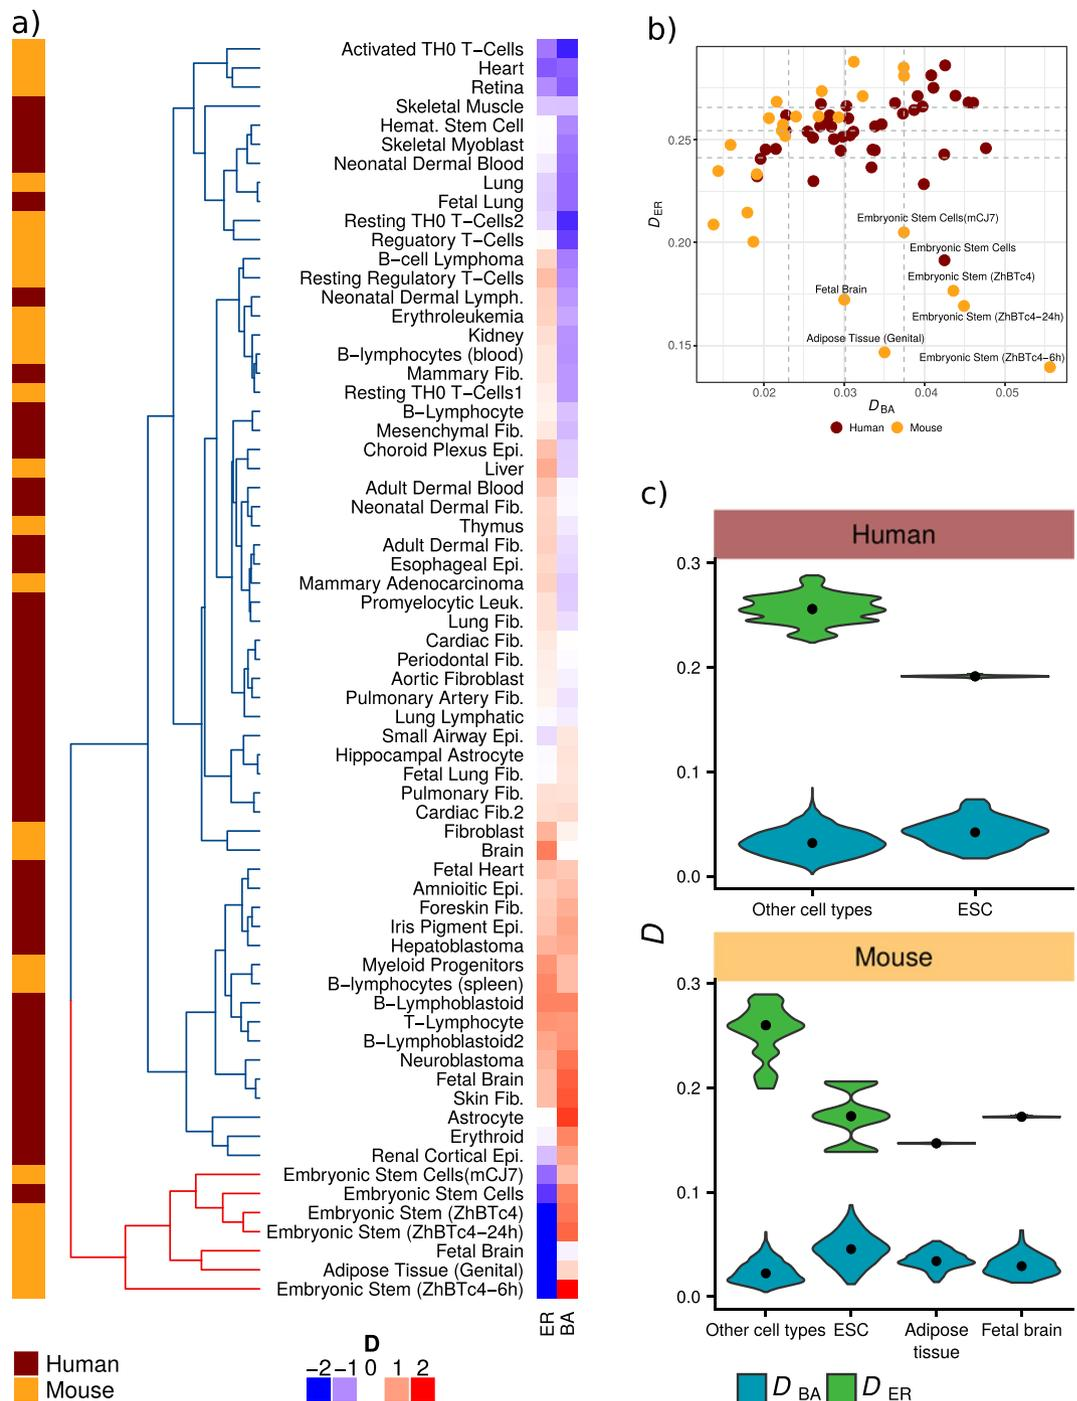 a)
Activated TH0 T−Cells
Heart
Retina
Skeletal Muscle
Hemat. Stem Cell
Skeletal Myoblast
Neonatal Dermal Blood
Lung
Fetal Lung
Resting TH0 T−Cells2
Reguatory T−Cells
B-cell Lymphoma
Resting Regulatory T−Cells
Neonatal Dermal Lymph.
Erythroleukemia
Kidney
B-lymphocytes (blood)
Mammary Fib.
Resting TH0 T−Cells1
B−Lymphocyte
Mesenchymal Fib.
Choroid Plexus Epi.
Liver
Adult Dermal Blood
Neonatal Dermal Fib.
Thymus
Adult Dermal Fib.
Esophageal Epi.
Mammary Adenocarcinoma
Promyelocytic Leuk.
Lung Fib.
Cardiac Fib.
Periodontal Fib.
Aortic Fibroblast
Pulmonary Artery Fib.
Lung Lymphatic
Small Airway Epi.
Hippocampal Astrocyte
Fetal Lung Fib.
Pulmonary Fib.
Cardiac Fib.2
Fibroblast
Brain
Fetal Heart
Amnioitic Epi.
Foreskin Fib.
Iris Pigment Epi.
Hepatoblastoma
Myeloid Progenitors
B-lymphocytes (spleen)
B−Lymphoblastoid
T−Lymphocyte
B−Lymphoblastoid2
Neuroblastoma
Fetal Brain
Skin Fib.
Astrocyte
Erythroid
Renal Cortical Epi.
Embryonic Stem Cells(mCJ7)
Embryonic Stem Cells
Embryonic Stem (ZhBTc4)
Embryonic Stem (ZhBTc4−24h)
Fetal Brain
Adipose Tissue (Genital)
Embryonic Stem (ZhBTc4−6h)
ER BA
Human
Mouse
D
−2 −1 0 1 2
b)
0.25
0.20
0.15
D ER
Embryonic Stem Cells(mCJ7)
Embryonic Stem Cells
Embryonic Stem (ZhBTc4)
Fetal Brain
Embryonic Stem (ZhBTc4−24h)
Adipose Tissue (Genital)
Embryonic Stem (ZhBTc4−6h)
0.02 0.03 0.04 0.05
D BA
Human Mouse
c)
Human
0.3
0.2
0.1
0.0
Other cell types ESC
D
Mouse
0.3
0.2
0.1
0.0
Other cell types ESC Adipose Fetal brain
tissue
D BA D ER